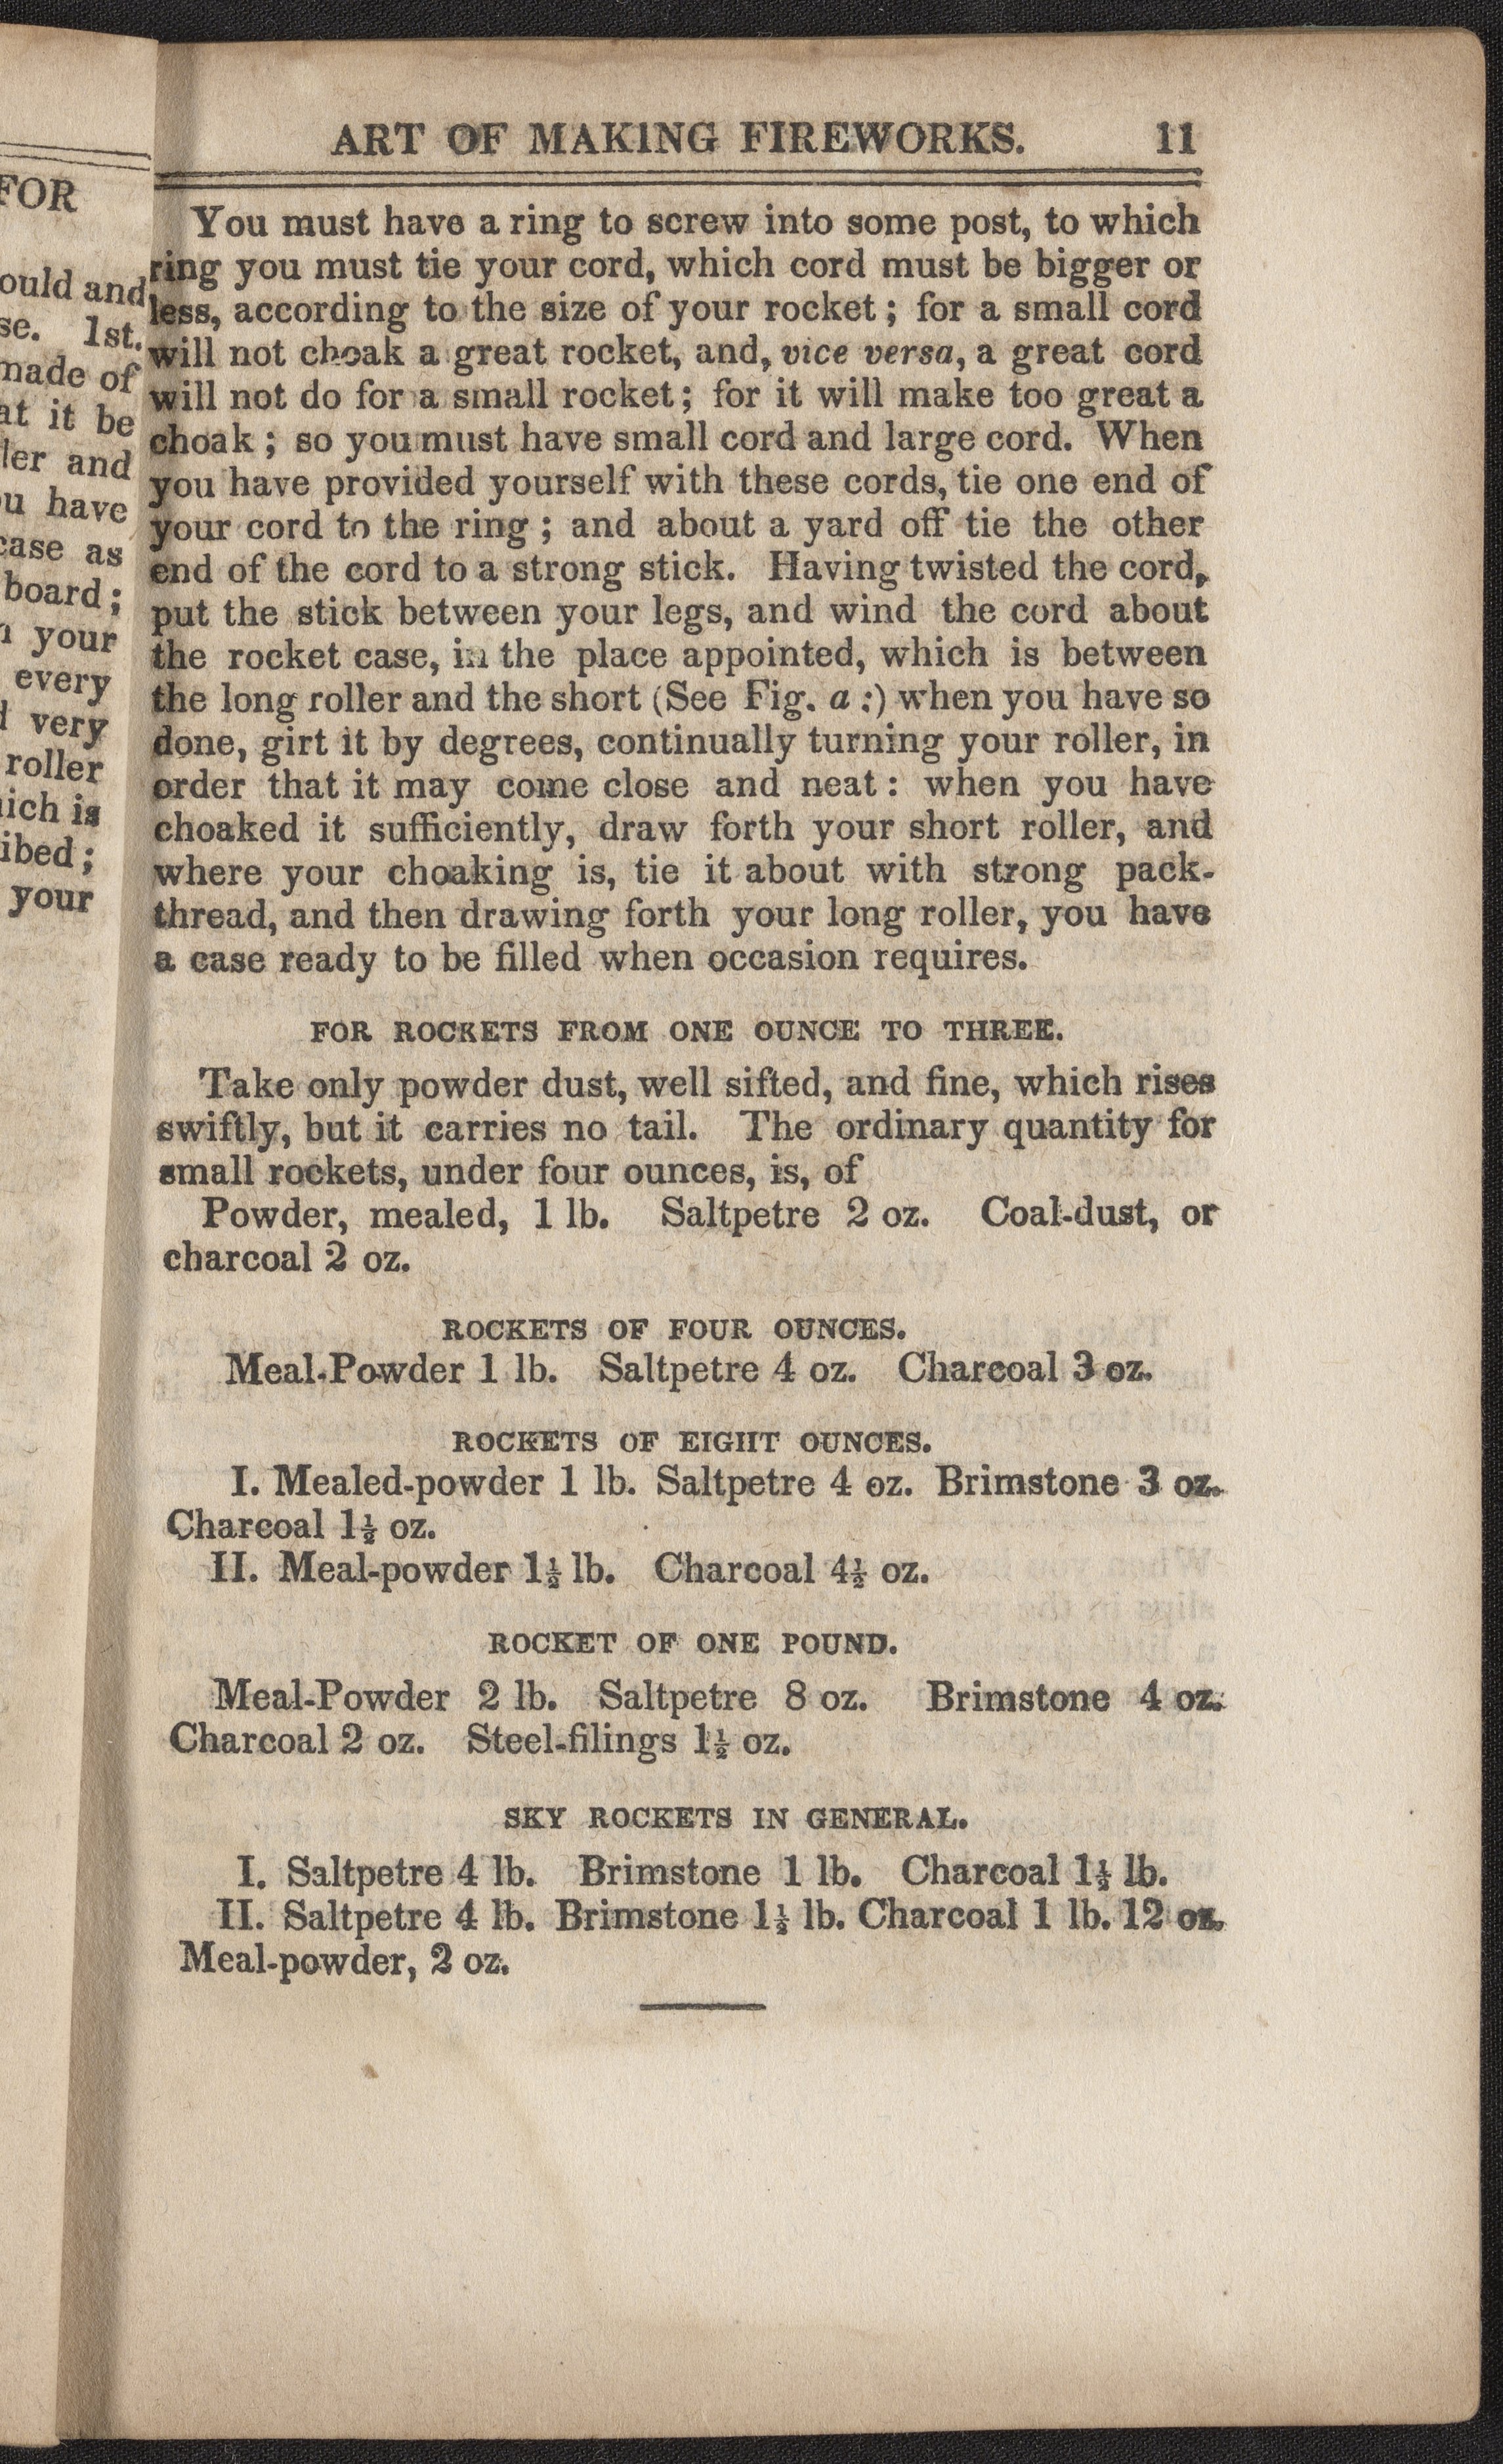 FOR
ould and
se. 1st.
made of
at it be
ler and
u have
case as
board;
your
every
very
roller
ich is
ibed;
your
ART OF MAKING FIREWORKS. 11
You must have a ring to screw into some post, to which
ring you must tie your cord, which cord must be bigger or
less, according to the size of your rocket; for a small cord
will not choak a great rocket, and, vice versa, a great cord
will not do for a small rocket; for it will make too great a
choak; so you must have small cord and large cord. When
you have provided yourself with these cords, tie one end of
your cord to the ring; and about a yard off tie the other
end of the cord to a strong stick. Having twisted the cord,
put the stick between your legs, and wind the cord about
the rocket case, in the place appointed, which is between
the long roller and the short (See Fig. a:) when you have so
done, girt it by degrees, continually turning your roller, in
order that it may come close and neat: when you have
choaked it sufficiently, draw forth your short roller, and
where your choaking is, tie it about with strong pack-
thread, and then drawing forth your long roller, you have
a case ready to be filled when occasion requires.
FOR ROCKETS FROM ONE OUNCE TO THREE.
Take only powder dust, well sifted, and fine, which rises
swiftly, but it carries no tail. The ordinary quantity for
small rockets, under four ounces, is, of
Powder, mealed, 1 lb. Saltpetre 2 oz. Coal-dust, or
charcoal 2 oz.
ROCKETS OF FOUR OUNCES.
Meal-Powder 1 lb. Saltpetre 4 oz. Charcoal 3 oz.
ROCKETS OF EIGHT OUNCES.
I. Mealed-powder 1 lb. Saltpetre 4 oz. Brimstone 3 oz.
Charcoal 1½ oz.
II. Meal-powder 1½ lb. Charcoal 4½ oz.
ROCKET OF ONE POUND.
Meal-Powder 2 lb. Saltpetre 8 oz. Brimstone 4 oz.
Charcoal 2 oz. Steel-filings 1½ oz.
SKY ROCKETS IN GENERAL.
I. Saltpetre 4 lb. Brimstone 1 lb. Charcoal 1½ lb.
II. Saltpetre 4 lb. Brimstone 1½ lb. Charcoal 1 lb. 12 oz.
Meal-powder, 2 oz.